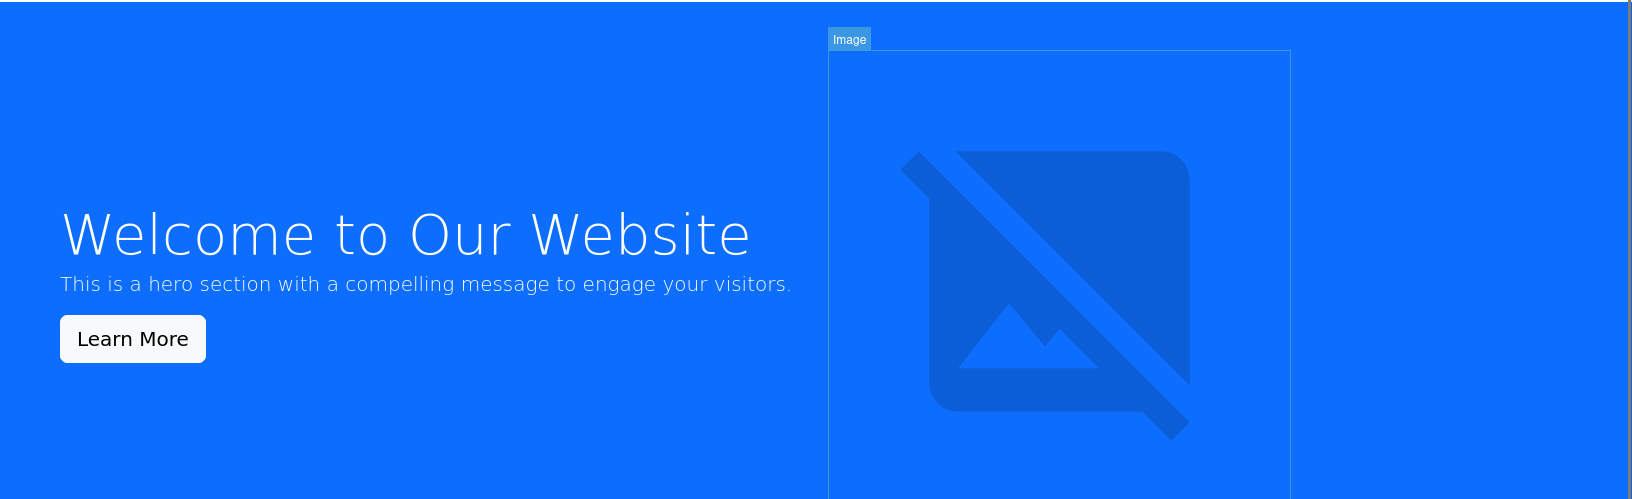 Image
Welcome to Our Website
This is a hero section with a compelling message to engage your visitors.
Learn More